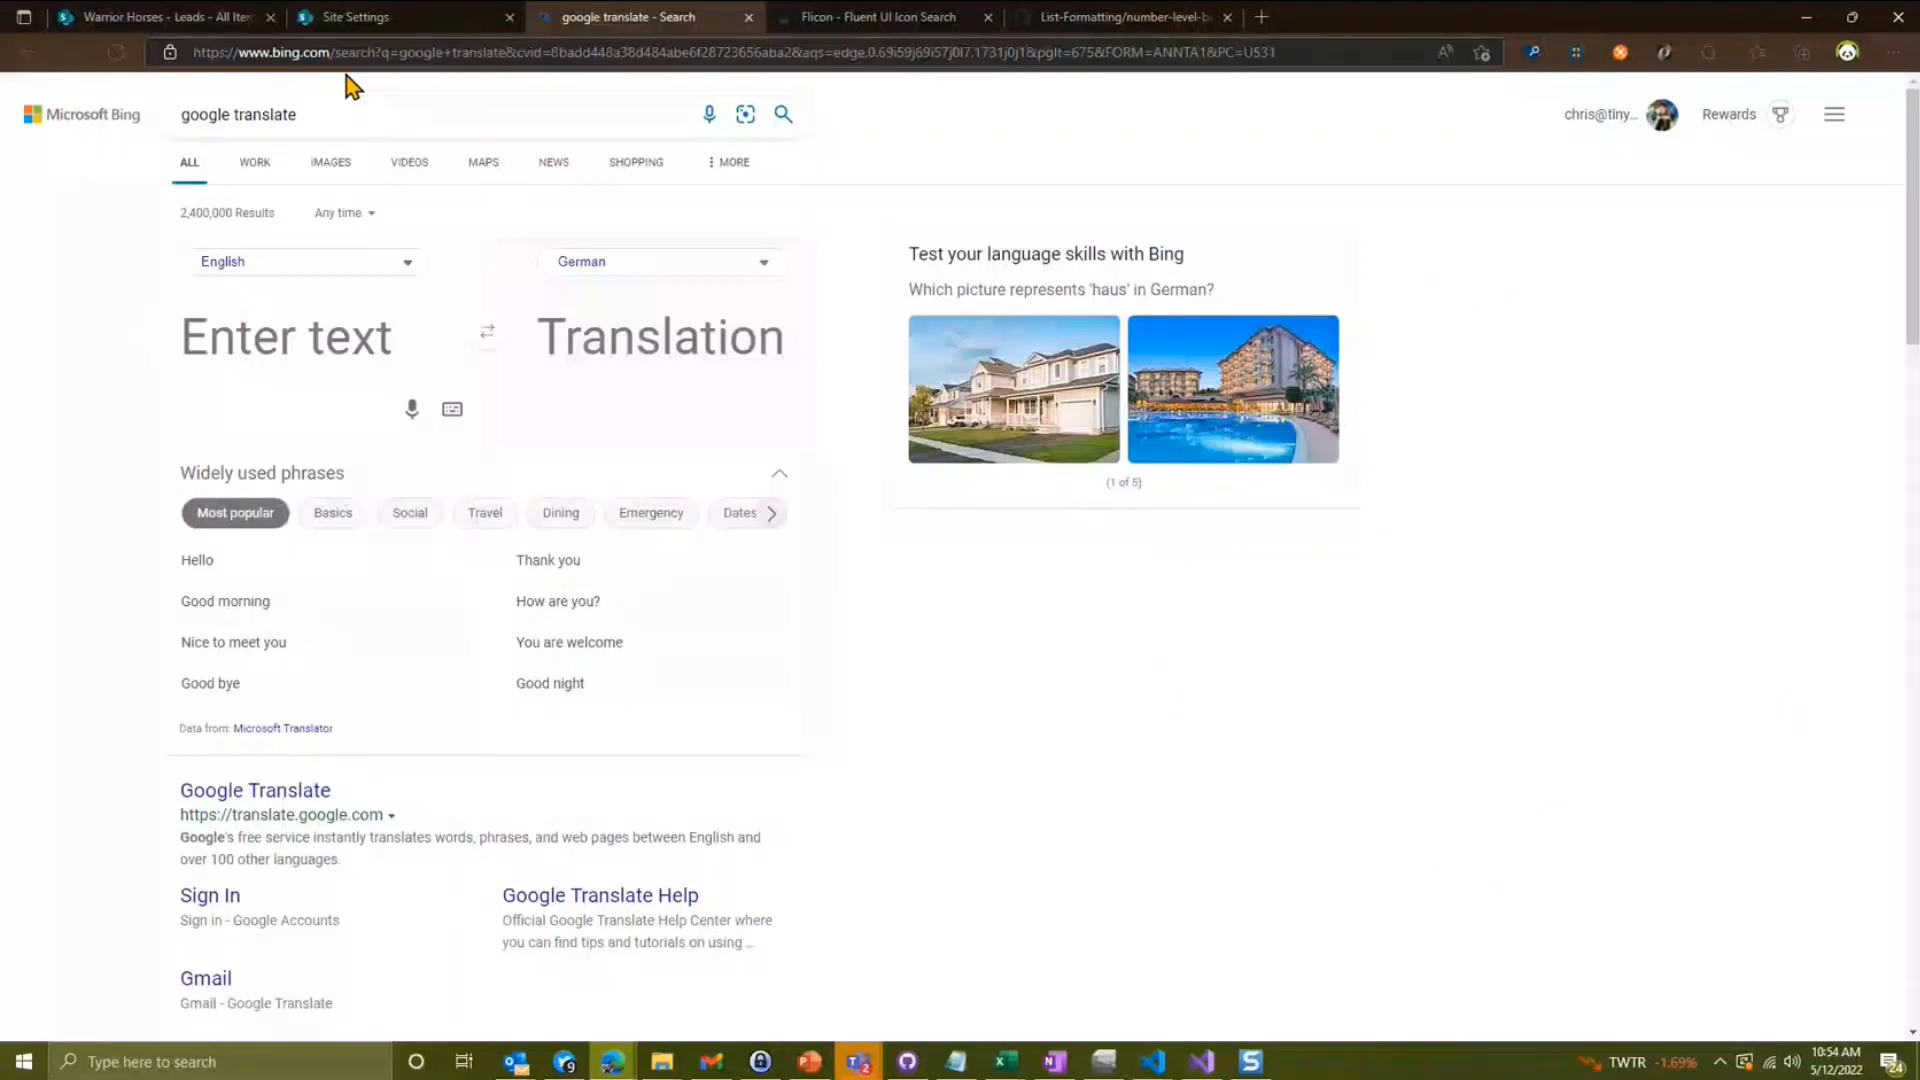 Warrior Horses - Leads - All Iten
Site Settings
google translate - Search
Flicon - Fluent UI Icon Search
List-Formatting/number-level-b
https://www.bing.com/search?q=google+translate&cvid=8badd448a38d484abe6f28723656aba2&aqs=edge.0.69i59j69i57j0l7.1731j0j1&pglt=675&FORM=ANNTA1&PC=US31
Microsoft Bing
google translate
chris@tiny...
Rewards
ALL
WORK
IMAGES
VIDEOS
MAPS
NEWS
SHOPPING
MORE
2,400,000 Results
Any time
English
German
Enter text
Translation
Test your language skills with Bing
Which picture represents 'haus' in German?
(1 of 5)
Widely used phrases
Most popular
Basics
Social
Travel
Dining
Emergency
Dates
Hello
Thank you
Good morning
How are you?
Nice to meet you
You are welcome
Good bye
Good night
Data from: Microsoft Translator
Google Translate
https://translate.google.com
Google's free service instantly translates words, phrases, and web pages between English and
over 100 other languages.
Sign In
Sign in - Google Accounts
Google Translate Help
Official Google Translate Help Center where
you can find tips and tutorials on using ...
Gmail
Gmail - Google Translate
Type here to search
TWTR -1.69%
10:54 AM
5/12/2022
24